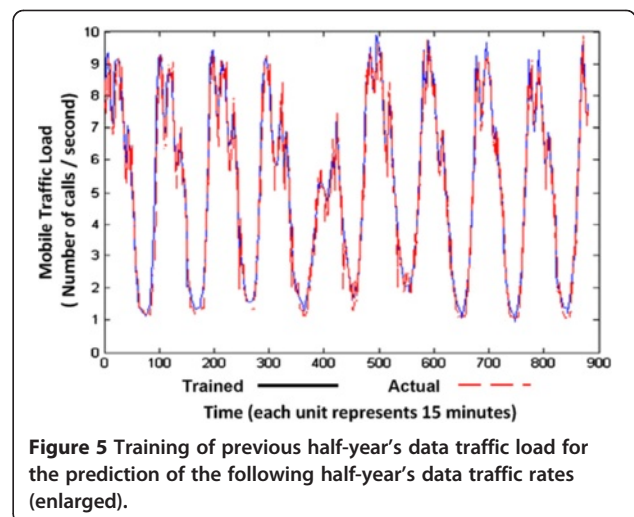 10
9
8
7
6
5
4
3
2
1
0
Mobile Traffic Load
( Number of calls / second)
0 100 200 300 400 500 600 700 800 900
Trained Actual
Time (each unit represents 15 minutes)
Figure 5 Training of previous half-year's data traffic load for
the prediction of the following half-year's data traffic rates
(enlarged).